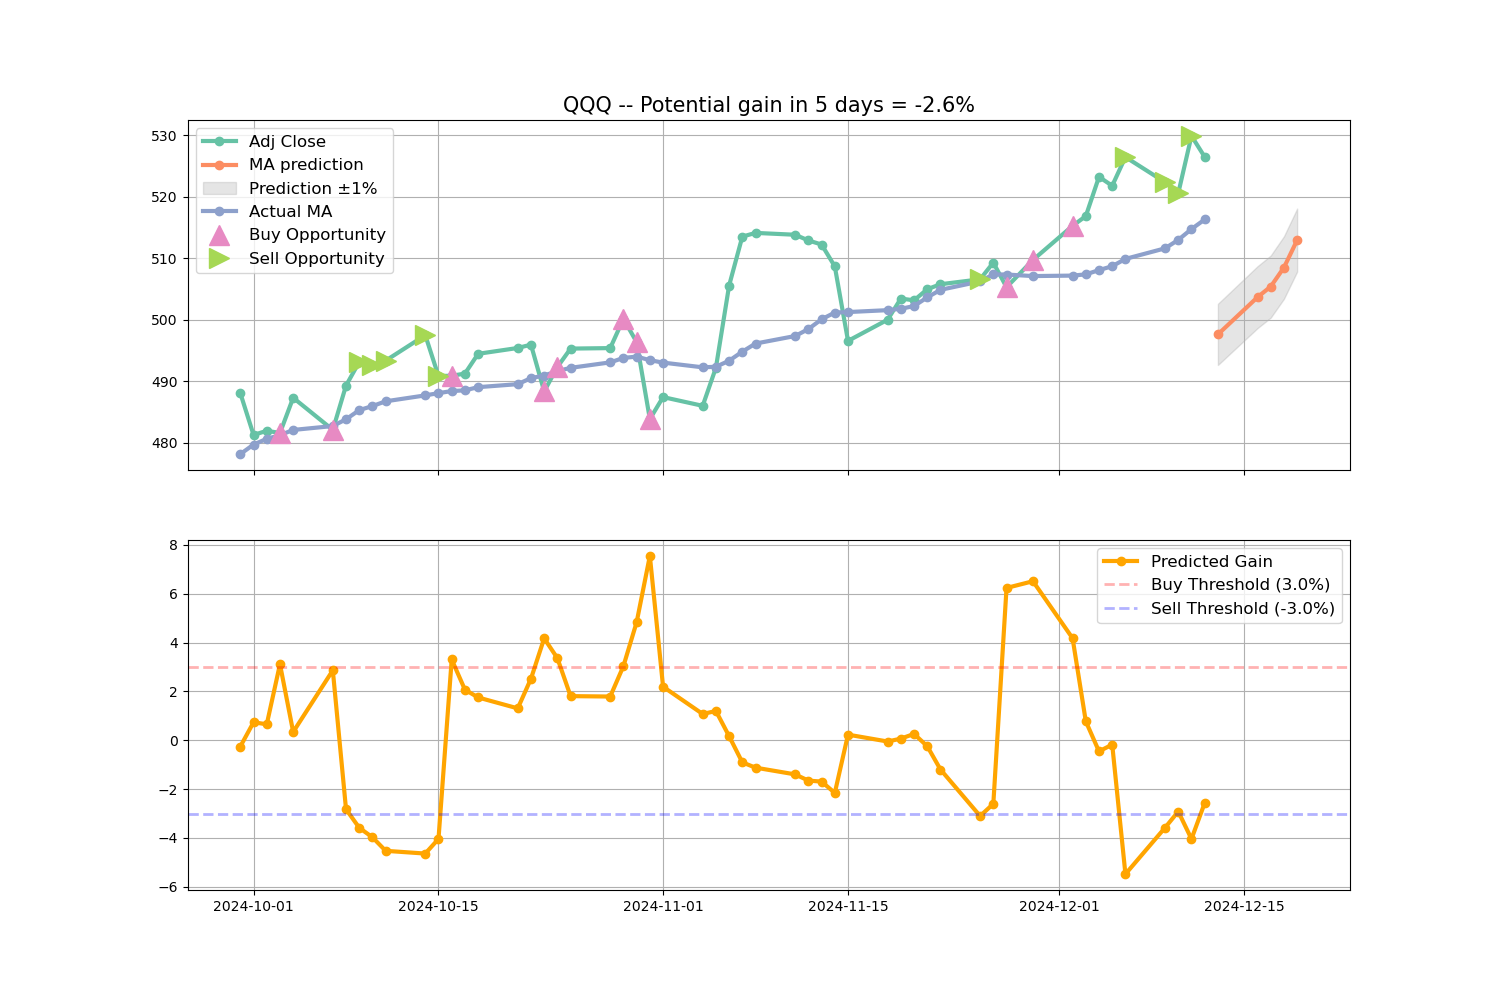 QQQ -- Potential gain in 5 days = -2.6%
530
520
510
500
490
480
Adj Close
MA prediction
Prediction ±1%
Actual MA
Buy Opportunity
Sell Opportunity
8
6
4
2
0
−2
−4
−6
Predicted Gain
Buy Threshold (3.0%)
Sell Threshold (-3.0%)
2024-10-01
2024-10-15
2024-11-01
2024-11-15
2024-12-01
2024-12-15